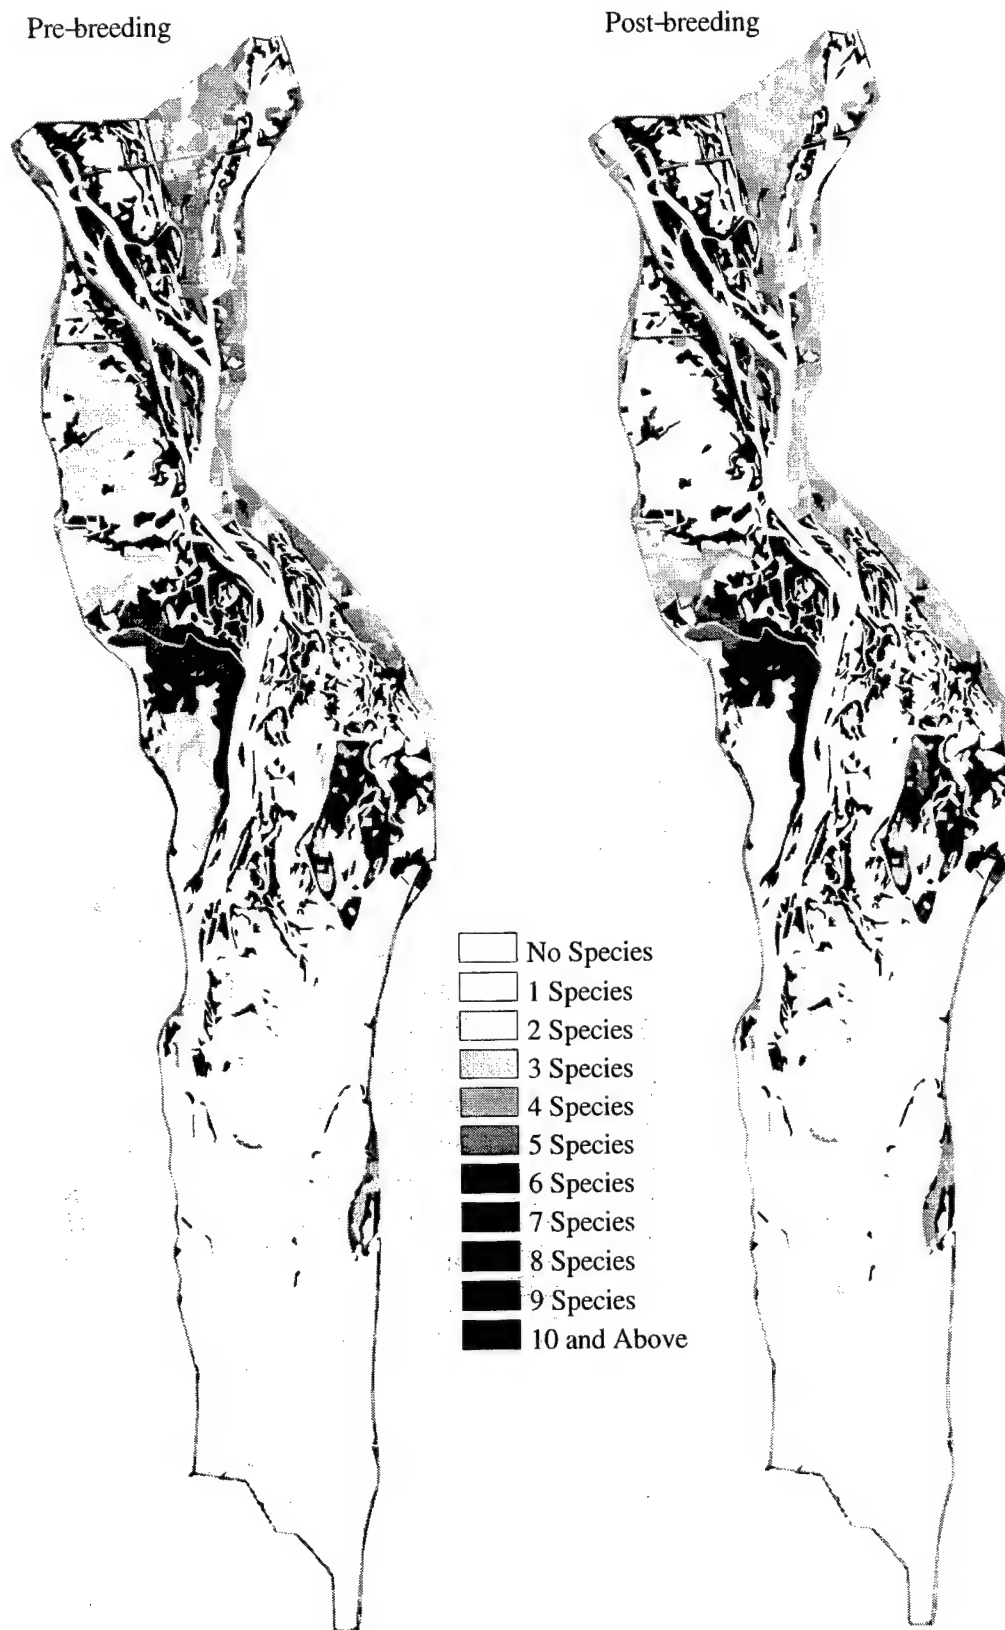 Pre-breeding
Post-breeding
No Species
1 Species
2 Species
3 Species
4 Species
5 Species
6 Species
7 Species
8 Species
9 Species
10 and Above